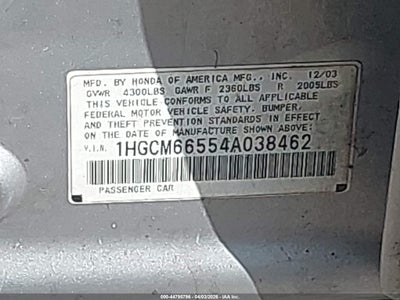 MFD. BY HONDA OF AMERICA MFG., INC. 12/03
GVWR 4300LBS GAWR F 2360LBS R 2005LBS
THIS VEHICLE CONFORMS TO ALL APPLICABLE
FEDERAL MOTOR VEHICLE SAFETY, BUMPER,
AND THEFT PREVENTION STANDARDS IN EFFECT
ON THE DATE OF MANUFACTURE SHOWN ABOVE.
V.I.N. 1HGCM66554A038462
PASSENGER CAR